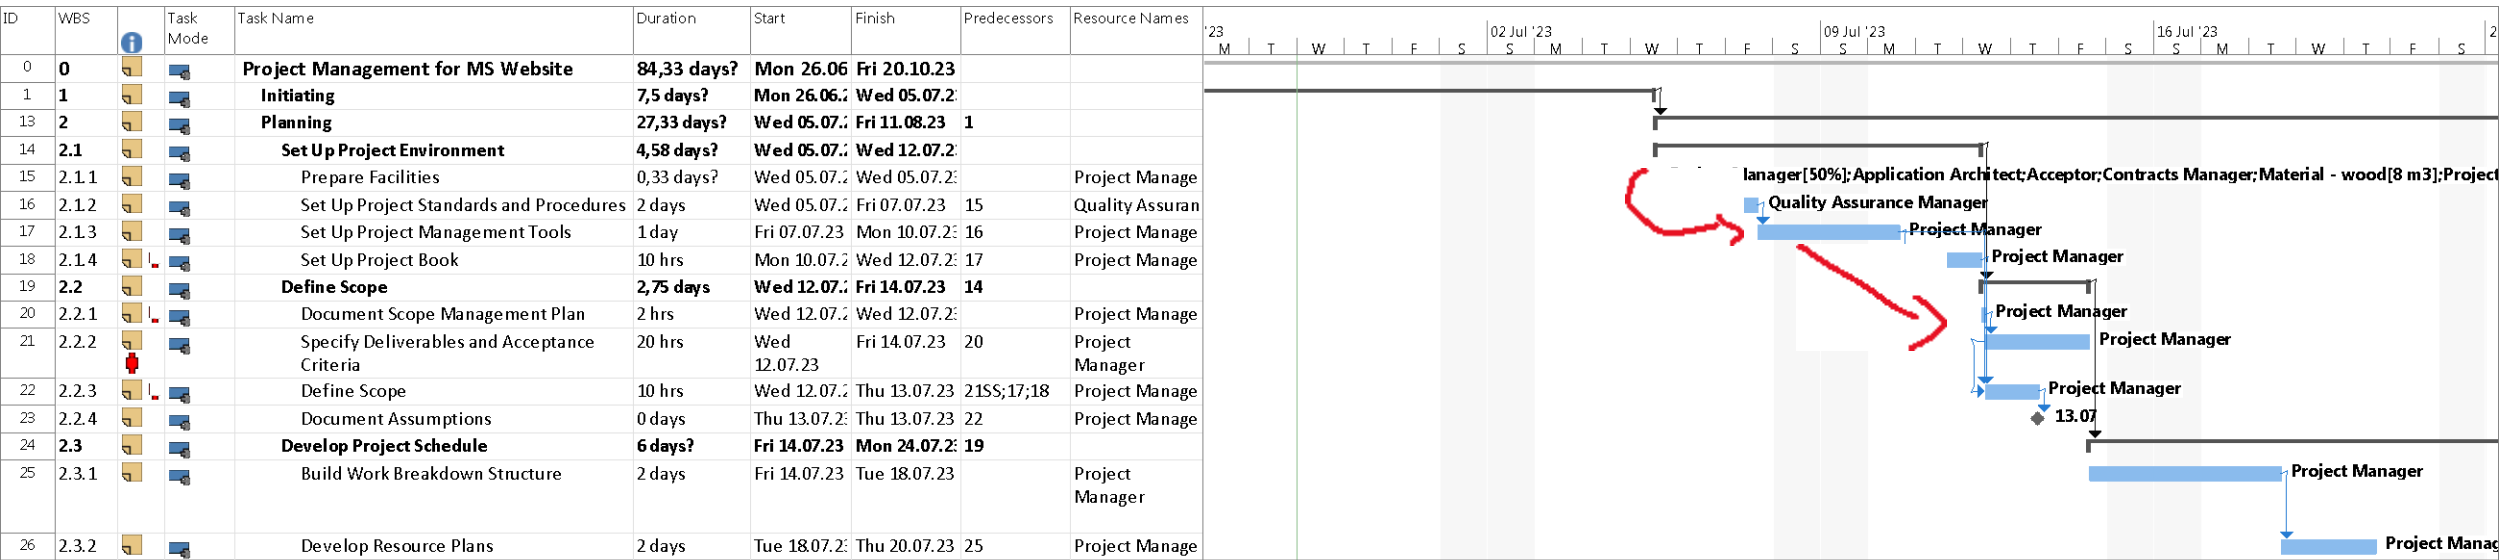 ID WBS Task Mode Task Name Duration Start Finish Predecessors Resource Names
'23 02 Jul '23 09 Jul '23 16 Jul '23 2
M T W T F S S M T W F S S M T W T F S S M T W T F S
0 0 Project Management for MS Website 84,33 days? Mon 26.06 Fri 20.10.23
1 1 Initiating 7,5 days? Mon 26.06.2 Wed 05.07.2
13 2 Planning 27,33 days? Wed 05.07.2 Fri 11.08.23 1
14 2.1 Set Up Project Environment 4,58 days? Wed 05.07.2 Wed 12.07.2
15 2.1.1 Prepare Facilities 0,33 days? Wed 05.07.2 Wed 05.07.23 Project Manage
Manager[50%];Application Architect;Acceptor;Contracts Manager;Material - wood[8 m3];Project
16 2.1.2 Set Up Project Standards and Procedures 2 days Wed 05.07.2 Fri 07.07.23 15 Quality Assuran Quality Assurance Manager
17 2.1.3 Set Up Project Management Tools 1 day Fri 07.07.23 Mon 10.07.23 16 Project Manage Project Manager
18 2.1.4 Set Up Project Book 10 hrs Mon 10.07.2 Wed 12.07.23 17 Project Manage Project Manager
19 2.2 Define Scope 2,75 days Wed 12.07.2 Fri 14.07.23 14
20 2.2.1 Document Scope Management Plan 2 hrs Wed 12.07.2 Wed 12.07.23 Project Manage Project Manager
21 2.2.2 Specify Deliverables and Acceptance Criteria 20 hrs Wed 12.07.23 Fri 14.07.23 20 Project Manager Project Manager
22 2.2.3 Define Scope 10 hrs Wed 12.07.2 Thu 13.07.23 21SS;17;18 Project Manage Project Manager
23 2.2.4 Document Assumptions 0 days Thu 13.07.23 Thu 13.07.23 22 Project Manage 13.07
24 2.3 Develop Project Schedule 6 days? Fri 14.07.23 Mon 24.07.23 19
25 2.3.1 Build Work Breakdown Structure 2 days Fri 14.07.23 Tue 18.07.23 Project Manager Project Manager
26 2.3.2 Develop Resource Plans 2 days Tue 18.07.23 Thu 20.07.23 25 Project Manage Project Manag